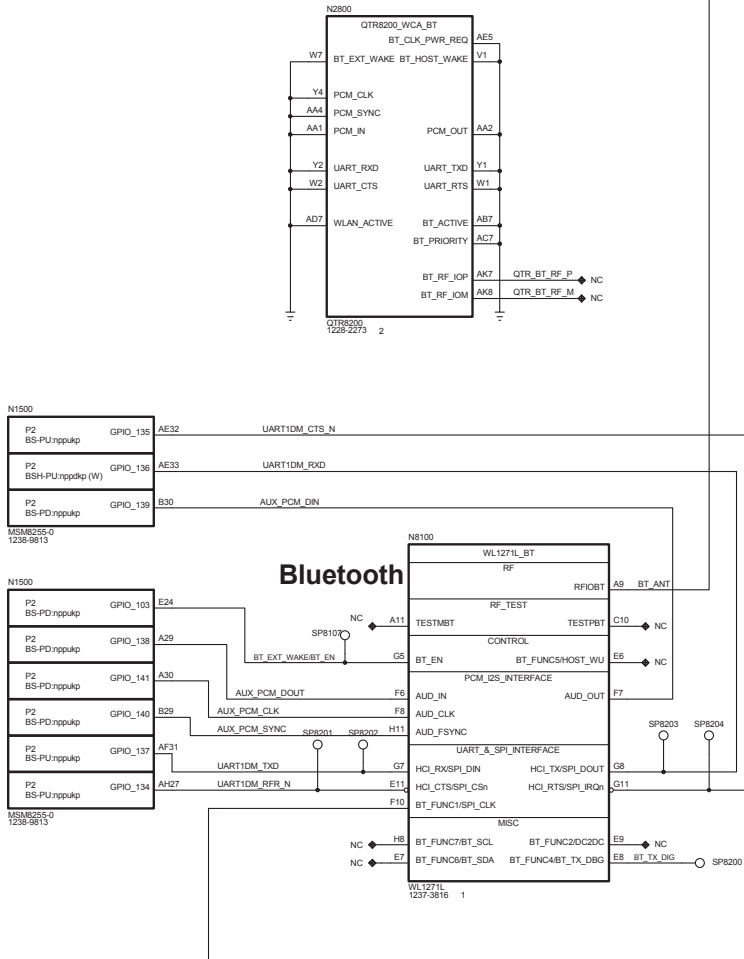 N2800
QTR8200_WCA_BT
BT_CLK_PWR_REQ AE5
W7 BT_EXT_WAKE BT_HOST_WAKE V1
Y4 PCM_CLK
AA4 PCM_SYNC
AA1 PCM_IN PCM_OUT AA2
Y2 UART_RXD UART_TXD Y1
W2 UART_CTS UART_RTS W1
AD7 WLAN_ACTIVE BT_ACTIVE AB7
BT_PRIORITY AC7
BT_RF_IOP AK7 QTR_BT_RF_P NC
BT_RF_IOM AK8 QTR_BT_RF_M NC
QTR8200
1228-2273 2
N1500
P2
BS-PU:nppukp GPIO_135 AE32 UART1DM_CTS_N
P2
BSH-PU:nppdkp (W) GPIO_136 AE33 UART1DM_RXD
P2
BS-PD:nppukp GPIO_139 B30 AUX_PCM_DIN
MSM8255-0
1238-9813
N1500
P2
BS-PD:nppukp GPIO_103 E24
P2
BS-PD:nppukp GPIO_138 A29
P2
BS-PD:nppukp GPIO_141 A30
P2
BS-PD:nppukp GPIO_140 B29
P2
BS-PU:nppukp GPIO_137 AF31
P2
BS-PU:nppukp GPIO_134 AH27
MSM8255-0
1238-9813
Bluetooth
SP8107
BT_EXT_WAKE/BT_EN
AUX_PCM_DOUT
AUX_PCM_CLK
AUX_PCM_SYNC
SP8201 SP8202
UART1DM_TXD
UART1DM_RFR_N
N8100
WL1271L_BT
RF
RFIOBT A9 BT_ANT
RF_TEST
NC A11 TESTMBT TESTPBT C10 NC
CONTROL
G5 BT_EN BT_FUNC5/HOST_WU E6 NC
PCM_I2S_INTERFACE
F6 AUD_IN AUD_OUT F7
F8 AUD_CLK
H11 AUD_FSYNC
SP8203 SP8204
UART_&_SPI_INTERFACE
G7 HCI_RX/SPI_DIN HCI_TX/SPI_DOUT G8
E11 HCI_CTS/SPI_CSn HCI_RTS/SPI_IRQn G11
F10 BT_FUNC1/SPI_CLK
MISC
NC H8 BT_FUNC7/BT_SCL BT_FUNC2/DC2DC E9 NC
NC E7 BT_FUNC6/BT_SDA BT_FUNC4/BT_TX_DBG E8 BT_TX_DIG SP8200
WL1271L
1237-3816 1